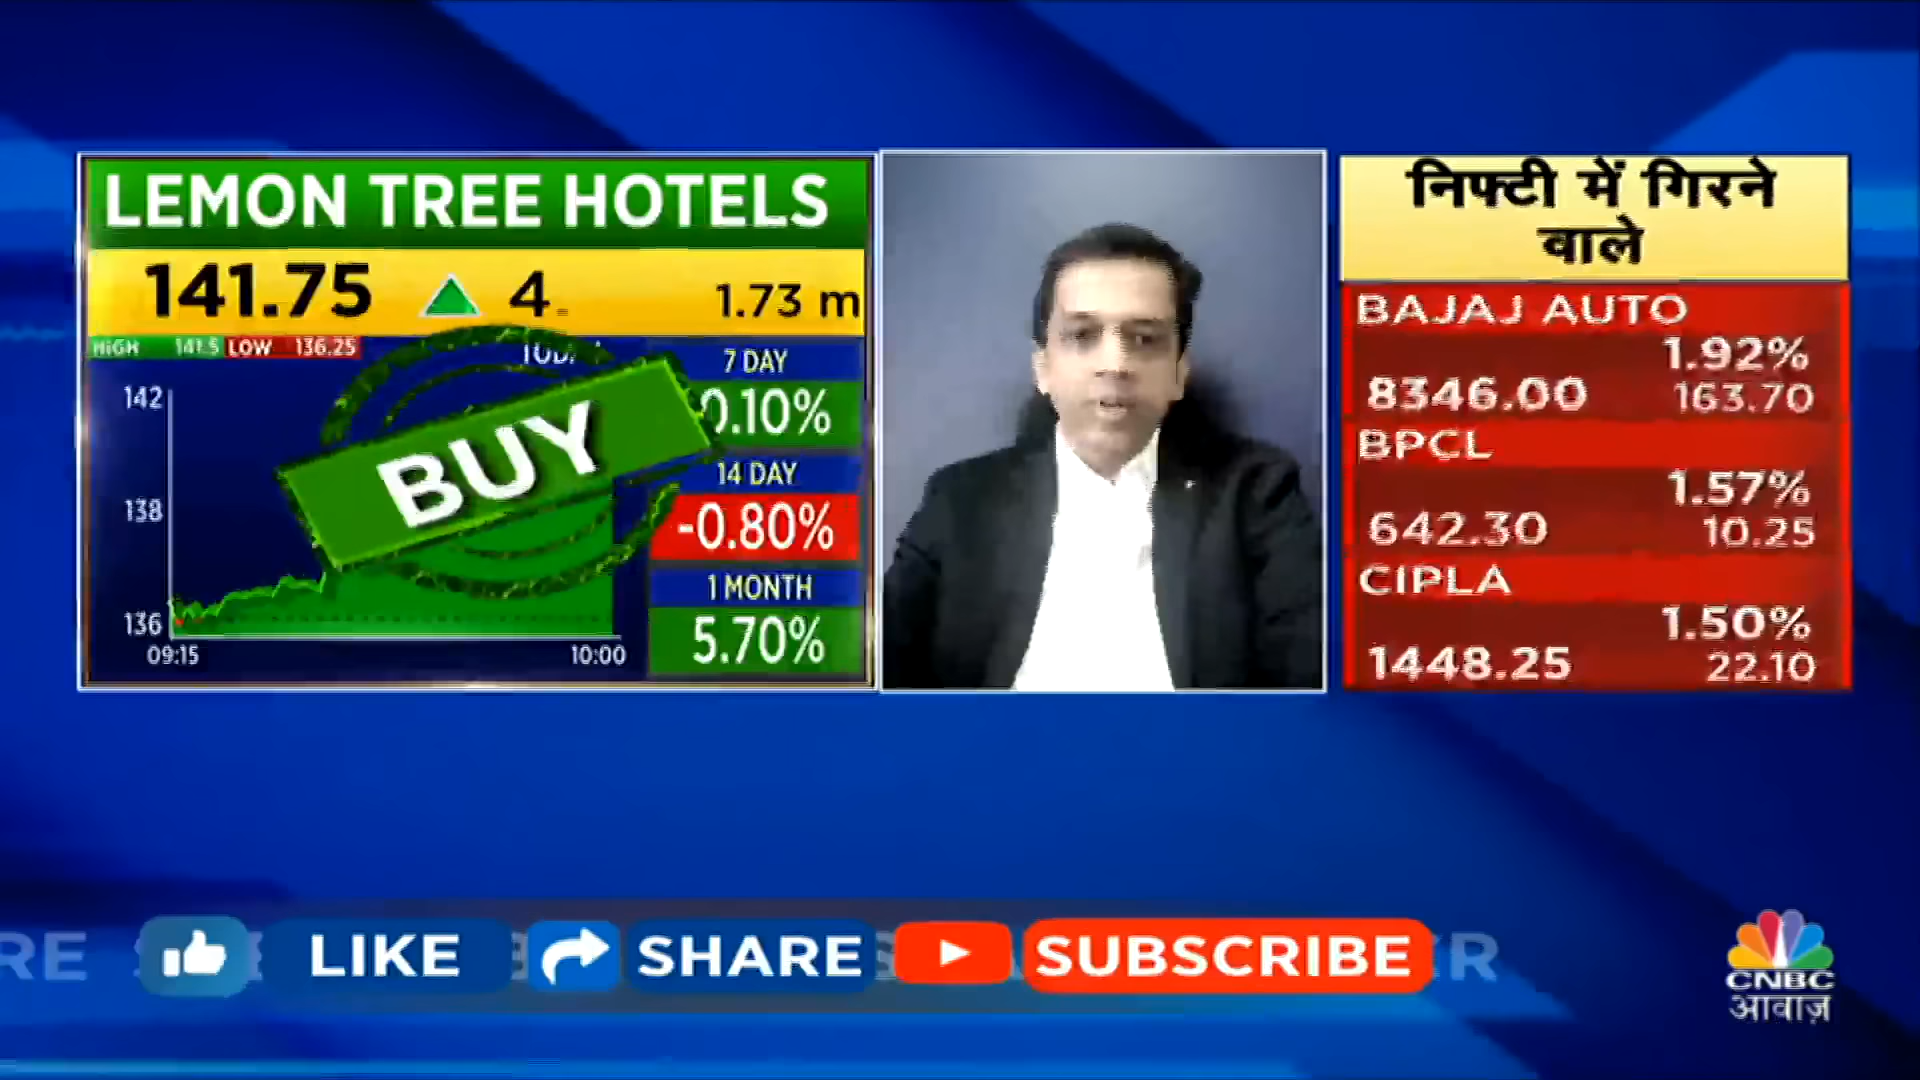 LEMON TREE HOTELS
141.75 4 1.73 m
HIGH 141.5 LOW 136.25
7 DAY
0.10%
14 DAY
-0.80%
1 MONTH
5.70%
142
138
136
09:15 10:00
BUY
निफ्टी में गिरने
वाले
BAJAJ AUTO
1.92%
8346.00 163.70
BPCL
1.57%
642.30 10.25
CIPLA
1.50%
1448.25 22.10
LIKE SHARE SUBSCRIBE
CNBC
आवाज़